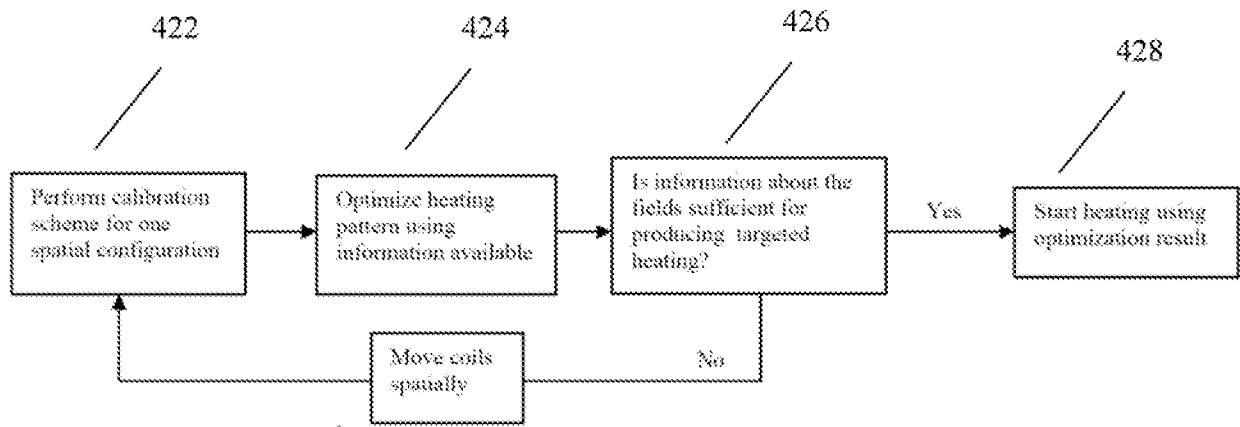 422
424
426
428
Perform calibration
scheme for one
spatial configuration
Optimize heating
pattern using
information available
Is information about the
fields sufficient for
producing targeted
heating?
Yes
Start heating using
optimization result
No
Move coils
spatially